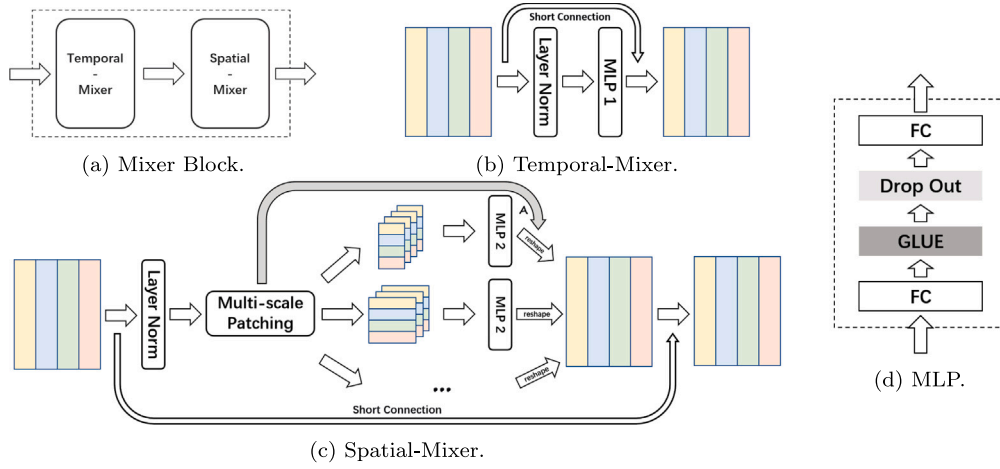 Temporal
-
Mixer
Spatial
-
Mixer
(a) Mixer Block.
Short Connection
Layer Norm
MLP 1
(b) Temporal-Mixer.
Layer Norm
Multi-scale
Patching
MLP 2
A
reshape
MLP 2
reshape
...
reshape
Short Connection
(c) Spatial-Mixer.
FC
Drop Out
GLUE
FC
(d) MLP.